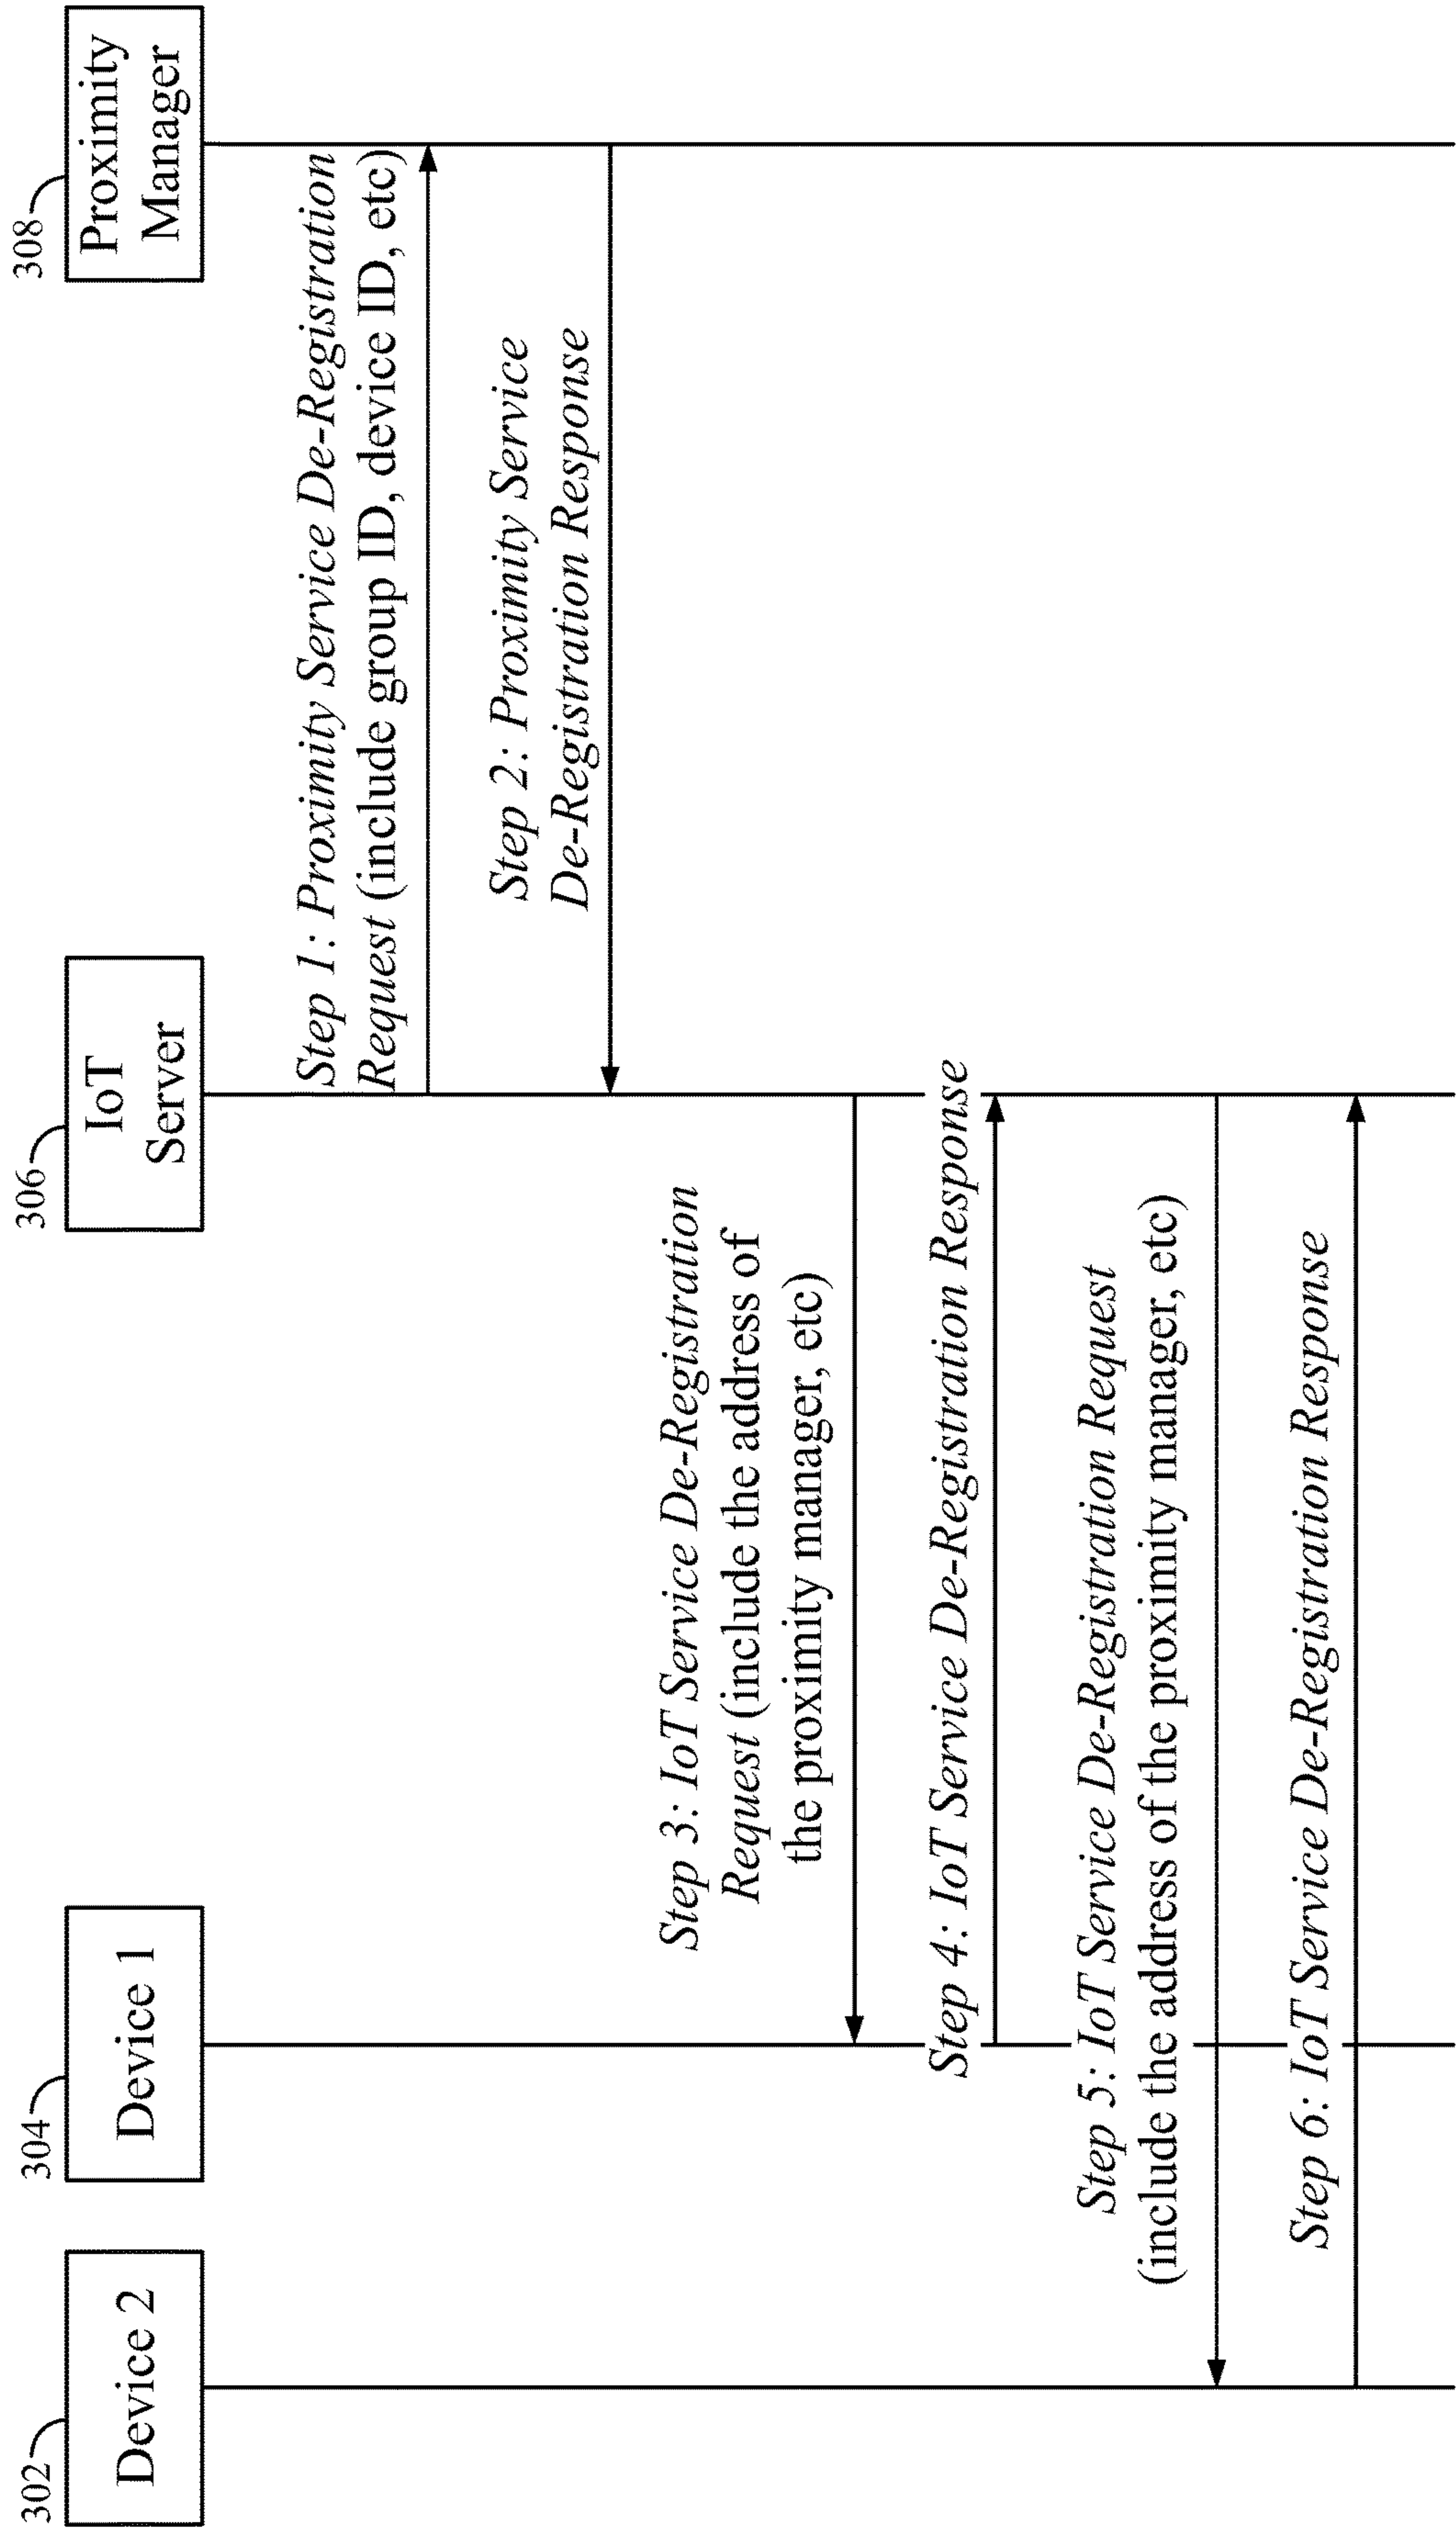 302
Device 2
304
Device 1
306
IoT
Server
308
Proximity
Manager
Step 1: Proximity Service De-Registration
Request (include group ID, device ID, etc)
Step 2: Proximity Service
De-Registration Response
Step 3: IoT Service De-Registration
Request (include the address of
the proximity manager, etc)
Step 4: IoT Service De-Registration Response
Step 5: IoT Service De-Registration Request
(include the address of the proximity manager, etc)
Step 6: IoT Service De-Registration Response